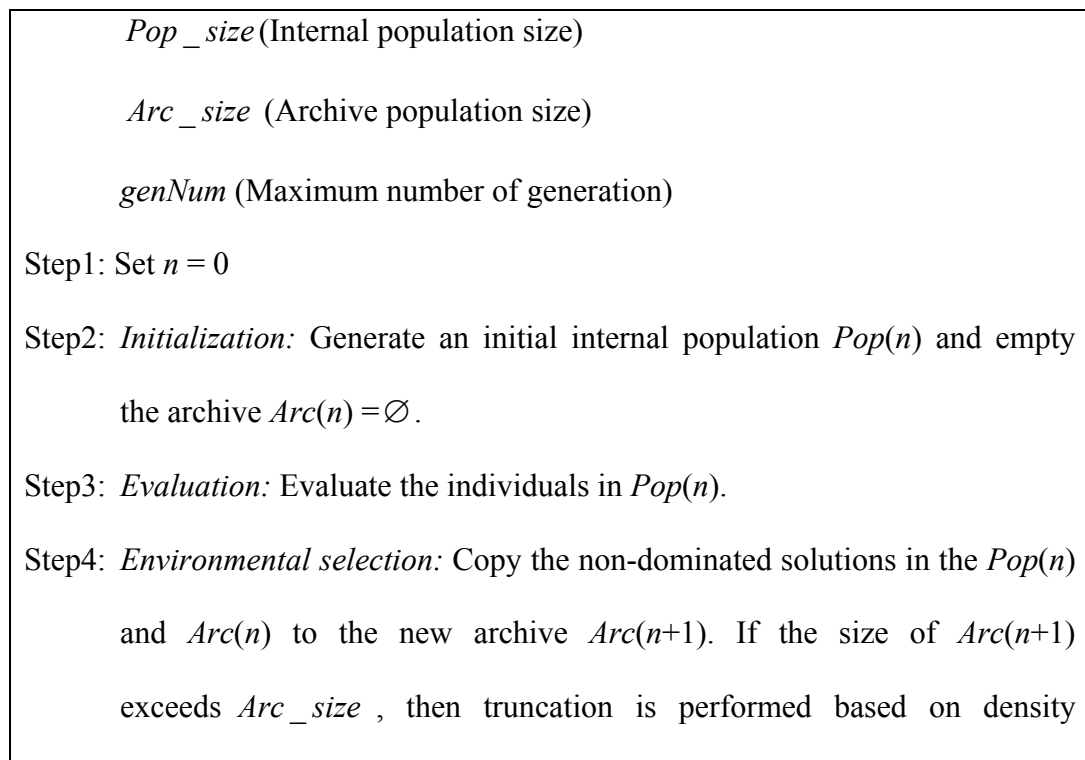 Pop _ size (Internal population size)
Arc _ size (Archive population size)
genNum (Maximum number of generation)
Step1: Set n = 0
Step2: Initialization: Generate an initial internal population Pop(n) and empty
the archive Arc(n) = ∅.
Step3: Evaluation: Evaluate the individuals in Pop(n).
Step4: Environmental selection: Copy the non-dominated solutions in the Pop(n)
and Arc(n) to the new archive Arc(n+1). If the size of Arc(n+1)
exceeds Arc _ size , then truncation is performed based on density